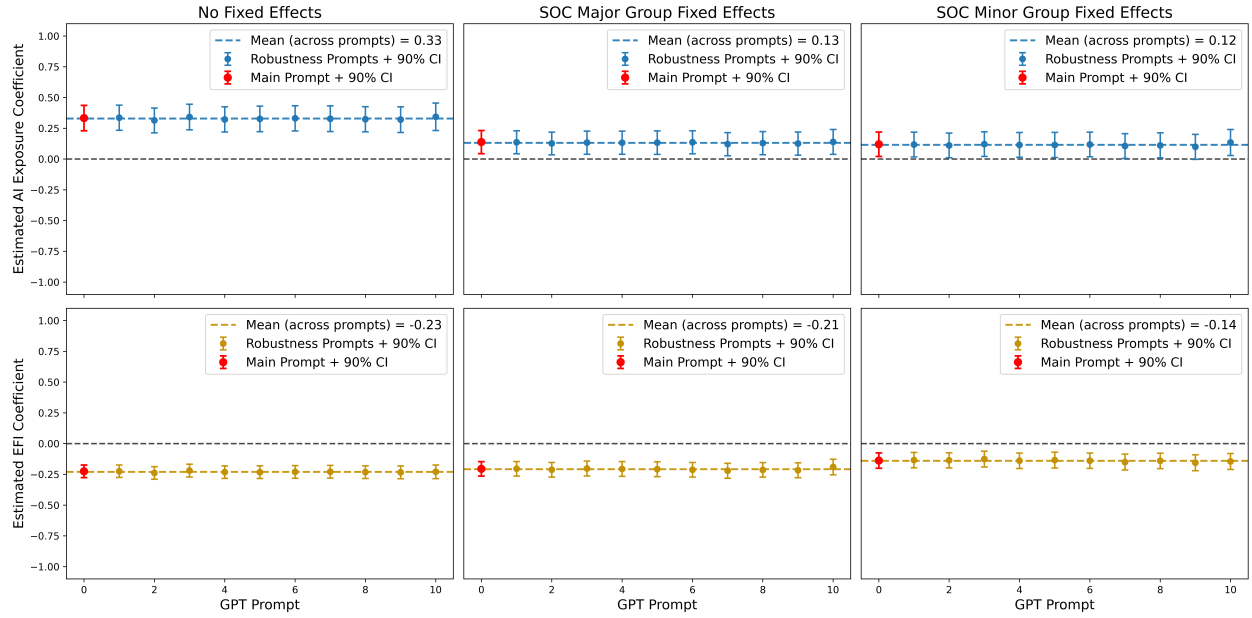 No Fixed Effects
SOC Major Group Fixed Effects
SOC Minor Group Fixed Effects
Estimated AI Exposure Coefficient
1.00
0.75
0.50
0.25
0.00
−0.25
−0.50
−0.75
−1.00
Mean (across prompts) = 0.33
Robustness Prompts + 90% CI
Main Prompt + 90% CI
Mean (across prompts) = 0.13
Robustness Prompts + 90% CI
Main Prompt + 90% CI
Mean (across prompts) = 0.12
Robustness Prompts + 90% CI
Main Prompt + 90% CI
Estimated EFI Coefficient
1.00
0.75
0.50
0.25
0.00
−0.25
−0.50
−0.75
−1.00
Mean (across prompts) = -0.23
Robustness Prompts + 90% CI
Main Prompt + 90% CI
Mean (across prompts) = -0.21
Robustness Prompts + 90% CI
Main Prompt + 90% CI
Mean (across prompts) = -0.14
Robustness Prompts + 90% CI
Main Prompt + 90% CI
0 2 4 6 8 10
0 2 4 6 8 10
0 2 4 6 8 10
GPT Prompt
GPT Prompt
GPT Prompt